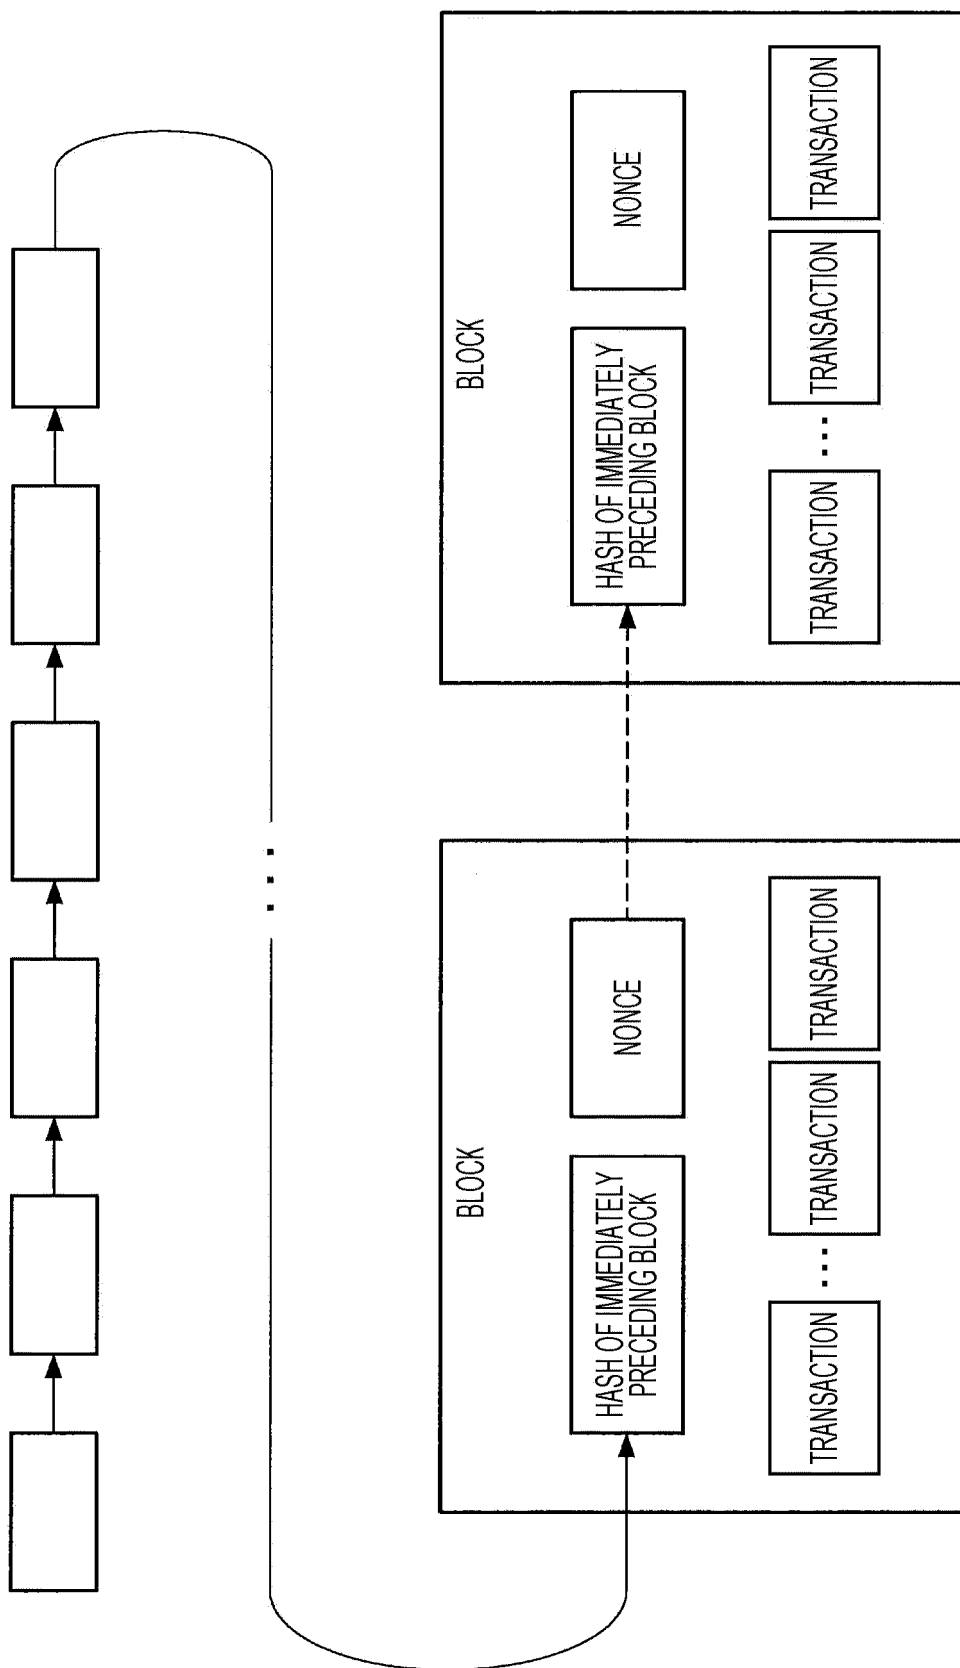 BLOCK
HASH OF IMMEDIATELY
PRECEDING BLOCK
NONCE
TRANSACTION
...
TRANSACTION
TRANSACTION
BLOCK
HASH OF IMMEDIATELY
PRECEDING BLOCK
NONCE
TRANSACTION
...
TRANSACTION
TRANSACTION